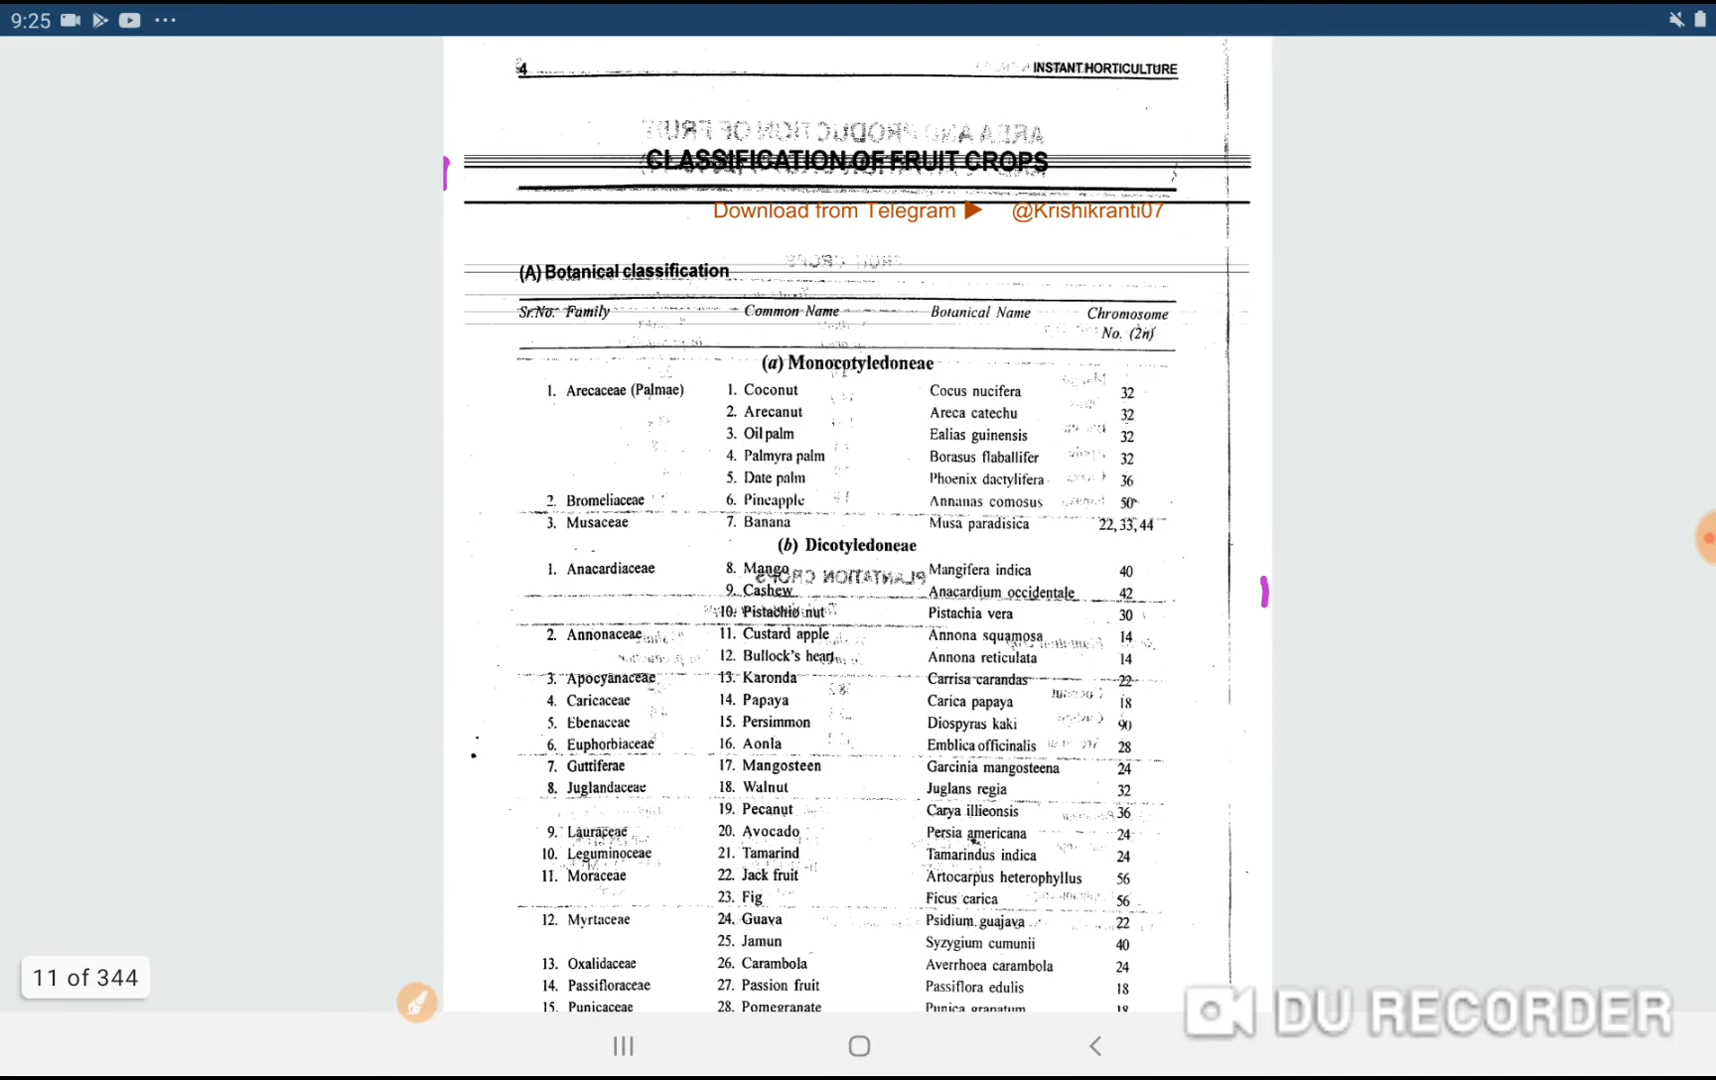 9:25
4 INSTANT HORTICULTURE
CLASSIFICATION OF FRUIT CROPS
Download from Telegram @Krishikranti07
(A) Botanical classification
Sr.No. Family Common Name Botanical Name Chromosome No. (2n)
(a) Monocotyledoneae
1. Arecaceae (Palmae) 1. Coconut Cocus nucifera 32
2. Arecanut Areca catechu 32
3. Oil palm Ealias guinensis 32
4. Palmyra palm Borasus flaballifer 32
5. Date palm Phoenix dactylifera 36
2. Bromeliaceae 6. Pineapple Annanas comosus 50
3. Musaceae 7. Banana Musa paradisica 22, 33, 44
(b) Dicotyledoneae
1. Anacardiaceae 8. Mango Mangifera indica 40
9. Cashew Anacardium occidentale 42
10. Pistachio nut Pistachia vera 30
2. Annonaceae 11. Custard apple Annona squamosa 14
12. Bullock's heart Annona reticulata 14
3. Apocyanaceae 13. Karonda Carrisa carandas 22
4. Caricaceae 14. Papaya Carica papaya 18
5. Ebenaceae 15. Persimmon Diospyras kaki 90
6. Euphorbiaceae 16. Aonla Emblica officinalis 28
7. Guttiferae 17. Mangosteen Garcinia mangosteena 24
8. Juglandaceae 18. Walnut Juglans regia 32
19. Pecanut Carya illieonsis 36
9. Lauraceae 20. Avocado Persia americana 24
10. Leguminoceae 21. Tamarind Tamarindus indica 24
11. Moraceae 22. Jack fruit Artocarpus heterophyllus 56
23. Fig Ficus carica 56
12. Myrtaceae 24. Guava Psidium guajava 22
25. Jamun Syzygium cumunii 40
13. Oxalidaceae 26. Carambola Averrhoea carambola 24
14. Passifloraceae 27. Passion fruit Passiflora edulis 18
15. Punicaceae 28. Pomegranate Punica granatum 18
11 of 344
DU RECORDER